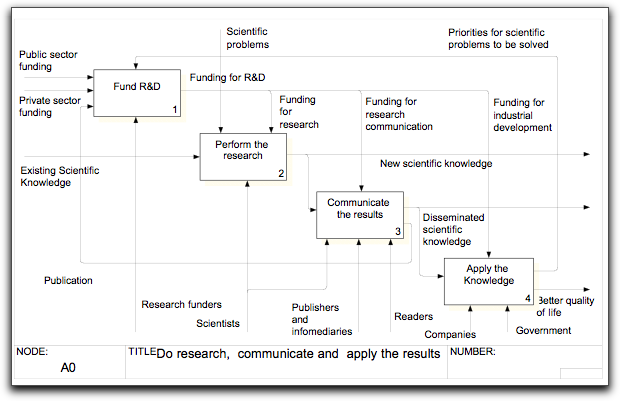 Scientific
problems
Priorities for scientific
problems to be solved
Public sector
funding
Fund R&D
1
Funding for R&D
Private sector
funding
Funding
for
research
Funding for
research
communication
Funding for
industrial
development
Perform the
research
2
Existing Scientific
Knowledge
New scientific knowledge
Communicate
the results
3
Disseminated
scientific
knowledge
Apply the
Knowledge
4
Publication
Research funders
Scientists
Publishers
and
infomediaries
Readers
Companies
Government
Better quality
of life
NODE:
A0
TITLE Do research, communicate and apply the results
NUMBER: